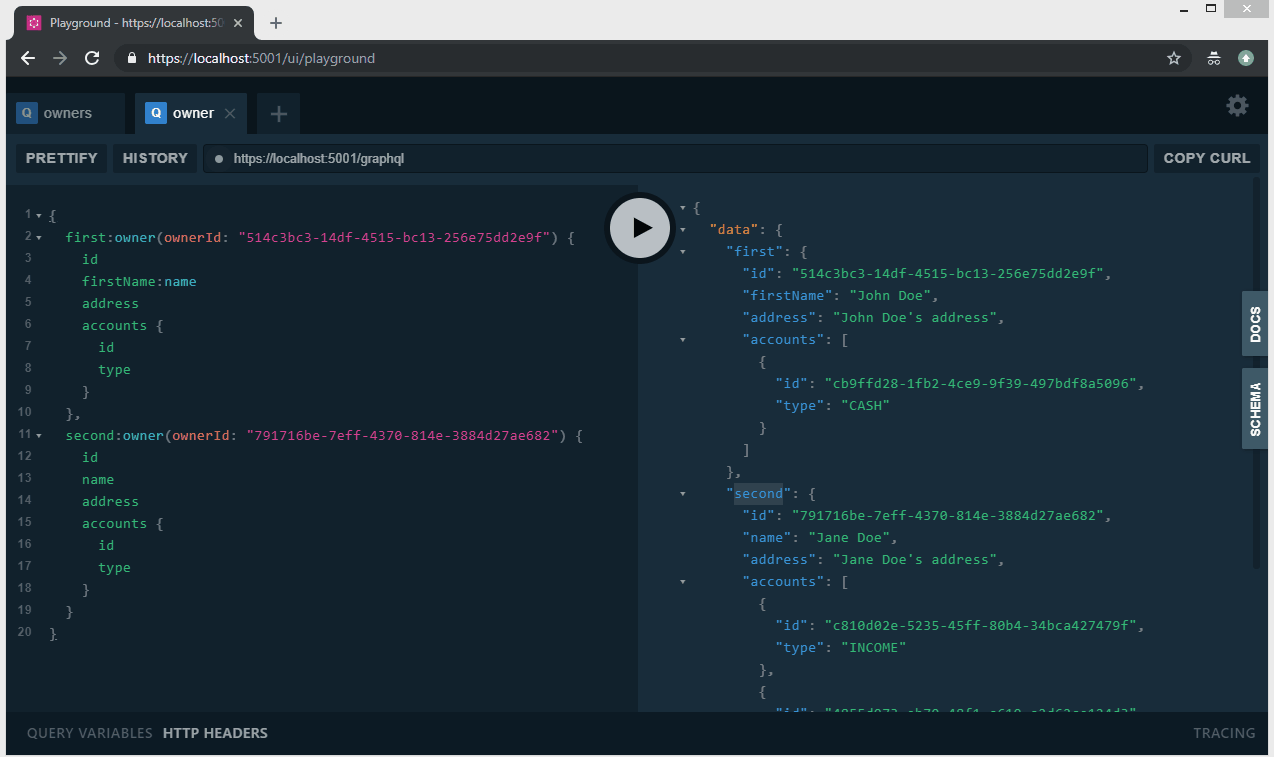 Playground - https://localhost:50
https://localhost:5001/ui/playground
Q owners
Q owner
PRETTIFY HISTORY https://localhost:5001/graphql COPY CURL
1 {
2 first:owner(ownerId: "514c3bc3-14df-4515-bc13-256e75dd2e9f") {
3 id
4 firstName:name
5 address
6 accounts {
7 id
8 type
9 }
10 },
11 second:owner(ownerId: "791716be-7eff-4370-814e-3884d27ae682") {
12 id
13 name
14 address
15 accounts {
16 id
17 type
18 }
19 }
20 }
{
"data": {
"first": {
"id": "514c3bc3-14df-4515-bc13-256e75dd2e9f",
"firstName": "John Doe",
"address": "John Doe's address",
"accounts": [
{
"id": "cb9ffd28-1fb2-4ce9-9f39-497bdf8a5096",
"type": "CASH"
}
]
},
"second": {
"id": "791716be-7eff-4370-814e-3884d27ae682",
"name": "Jane Doe",
"address": "Jane Doe's address",
"accounts": [
{
"id": "c810d02e-5235-45ff-80b4-34bca427479f",
"type": "INCOME"
},
{
"id":
DOCS
SCHEMA
QUERY VARIABLES HTTP HEADERS
TRACING